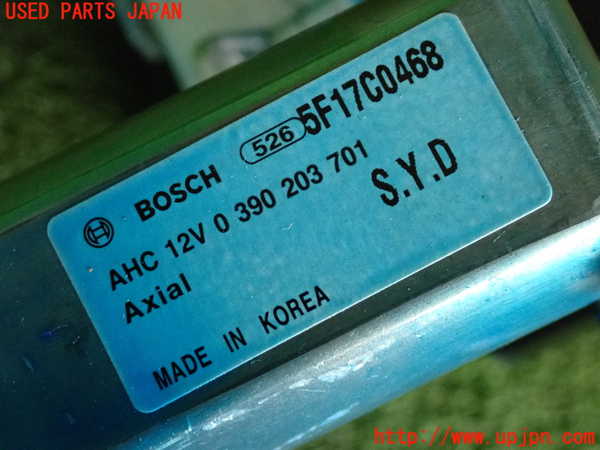 USED PARTS JAPAN
BOSCH 526 5F17C0468
AHC 12V 0 390 203 701
Axial S.Y.D
MADE IN KOREA
http://www.upjpn.com/